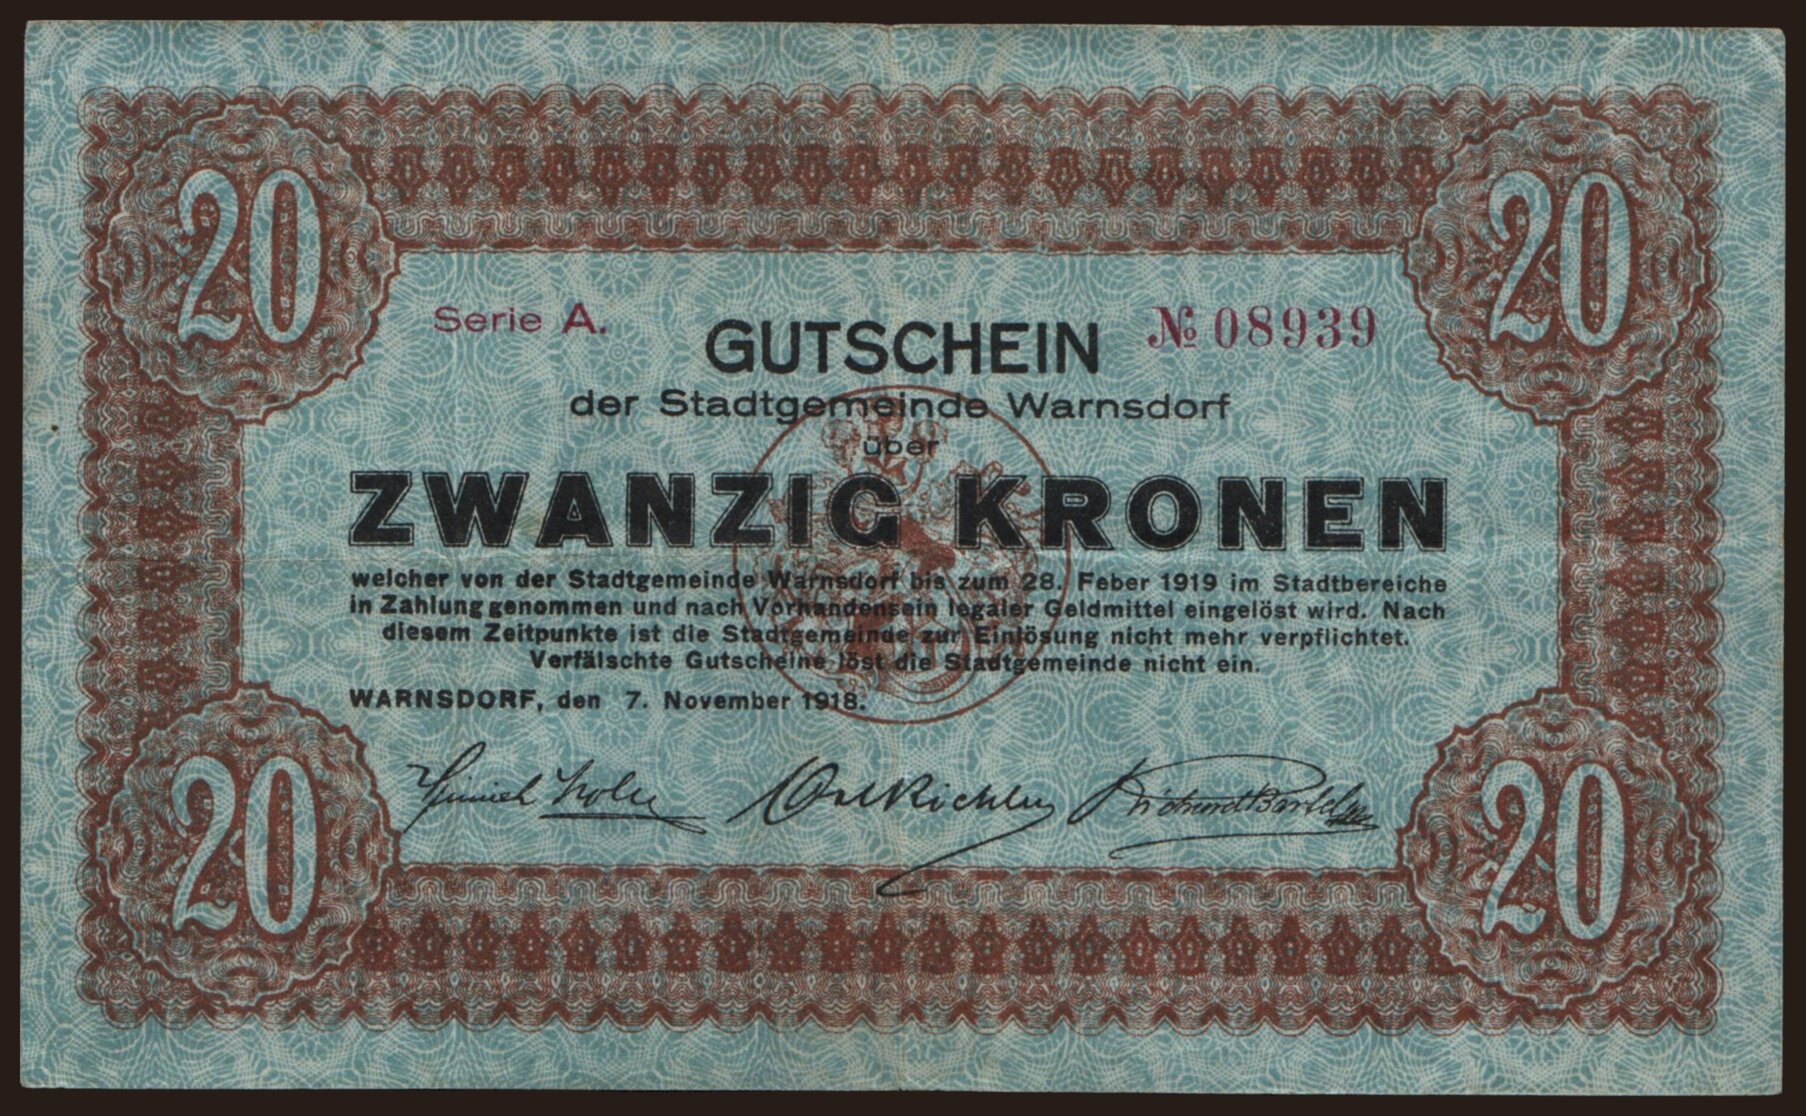 20 20
Serie A. № 08939
GUTSCHEIN
der Stadtgemeinde Warnsdorf
über
ZWANZIG KRONEN
welcher von der Stadtgemeinde Warnsdorf bis zum 28. Feber 1919 im Stadtbereiche
in Zahlung genommen und nach Vorhandensein legaler Geldmittel eingelöst wird. Nach
diesem Zeitpunkte ist die Stadtgemeinde zur Einlösung nicht mehr verpflichtet.
Verfälschte Gutscheine löst die Stadtgemeinde nicht ein.
WARNSDORF, den 7. November 1918.
20 20